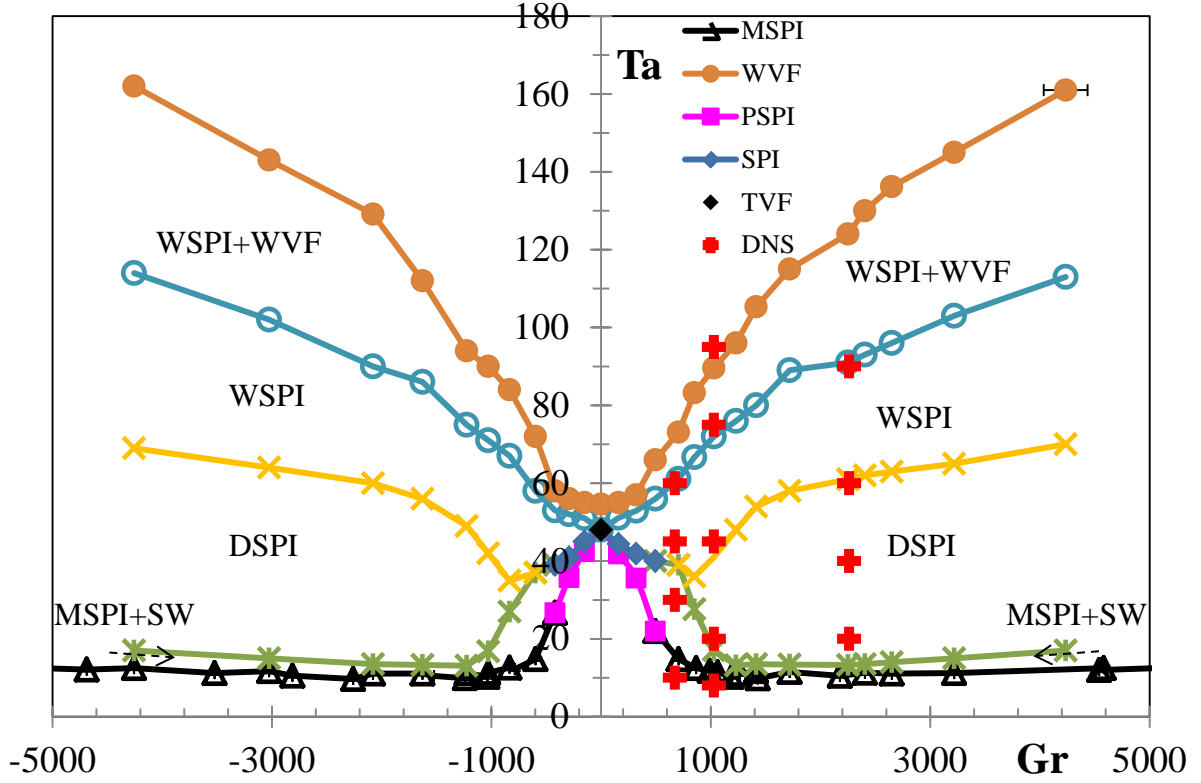 180
MSPI
Ta
WVF
160
PSPI
140
SPI
TVF
120
DNS
WSPI+WVF
WSPI+WVF
100
80
WSPI
WSPI
60
DSPI
DSPI
40
MSPI+SW
MSPI+SW
20
0
-5000 -3000 -1000 1000 3000 Gr 5000